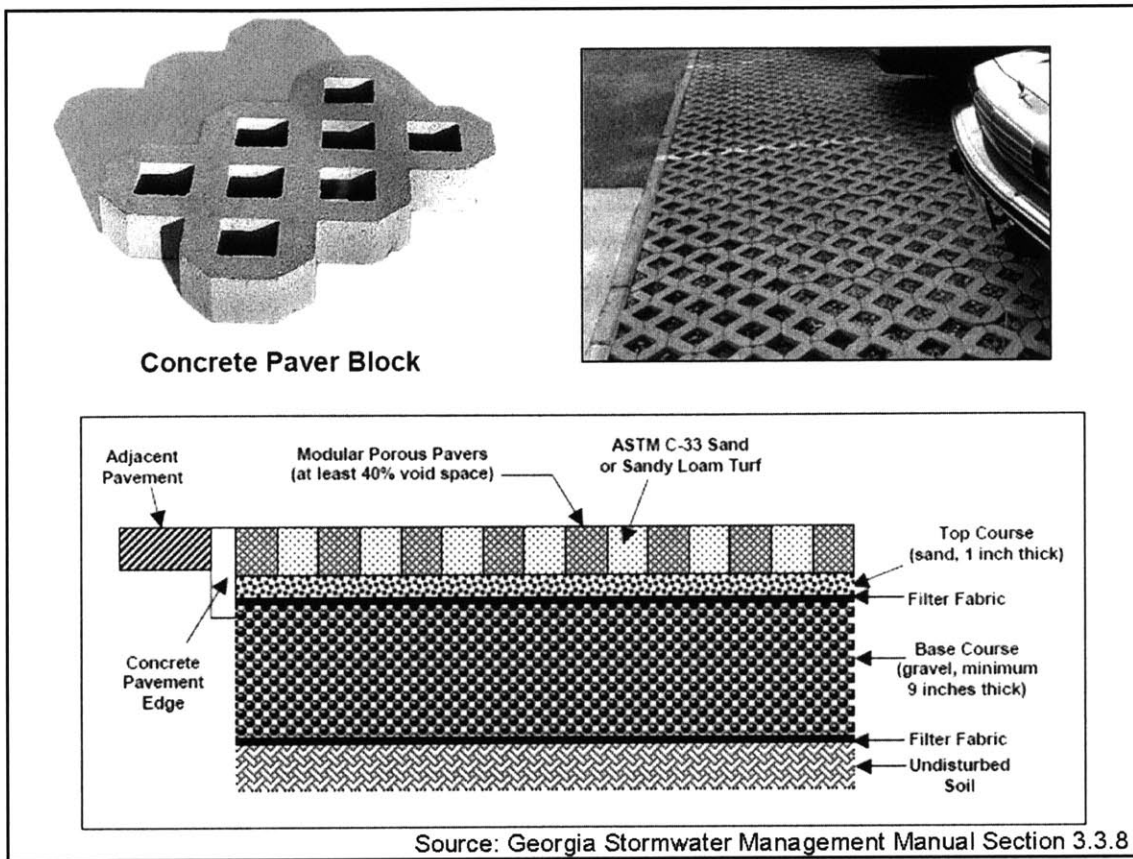 Concrete Paver Block
Adjacent
Pavement
Modular Porous Pavers
(at least 40% void space)
ASTM C-33 Sand
or Sandy Loam Turf
Top Course
(sand, 1 inch thick)
Filter Fabric
Concrete
Pavement
Edge
Base Course
(gravel, minimum
9 inches thick)
Filter Fabric
Undisturbed
Soil
Source: Georgia Stormwater Management Manual Section 3.3.8